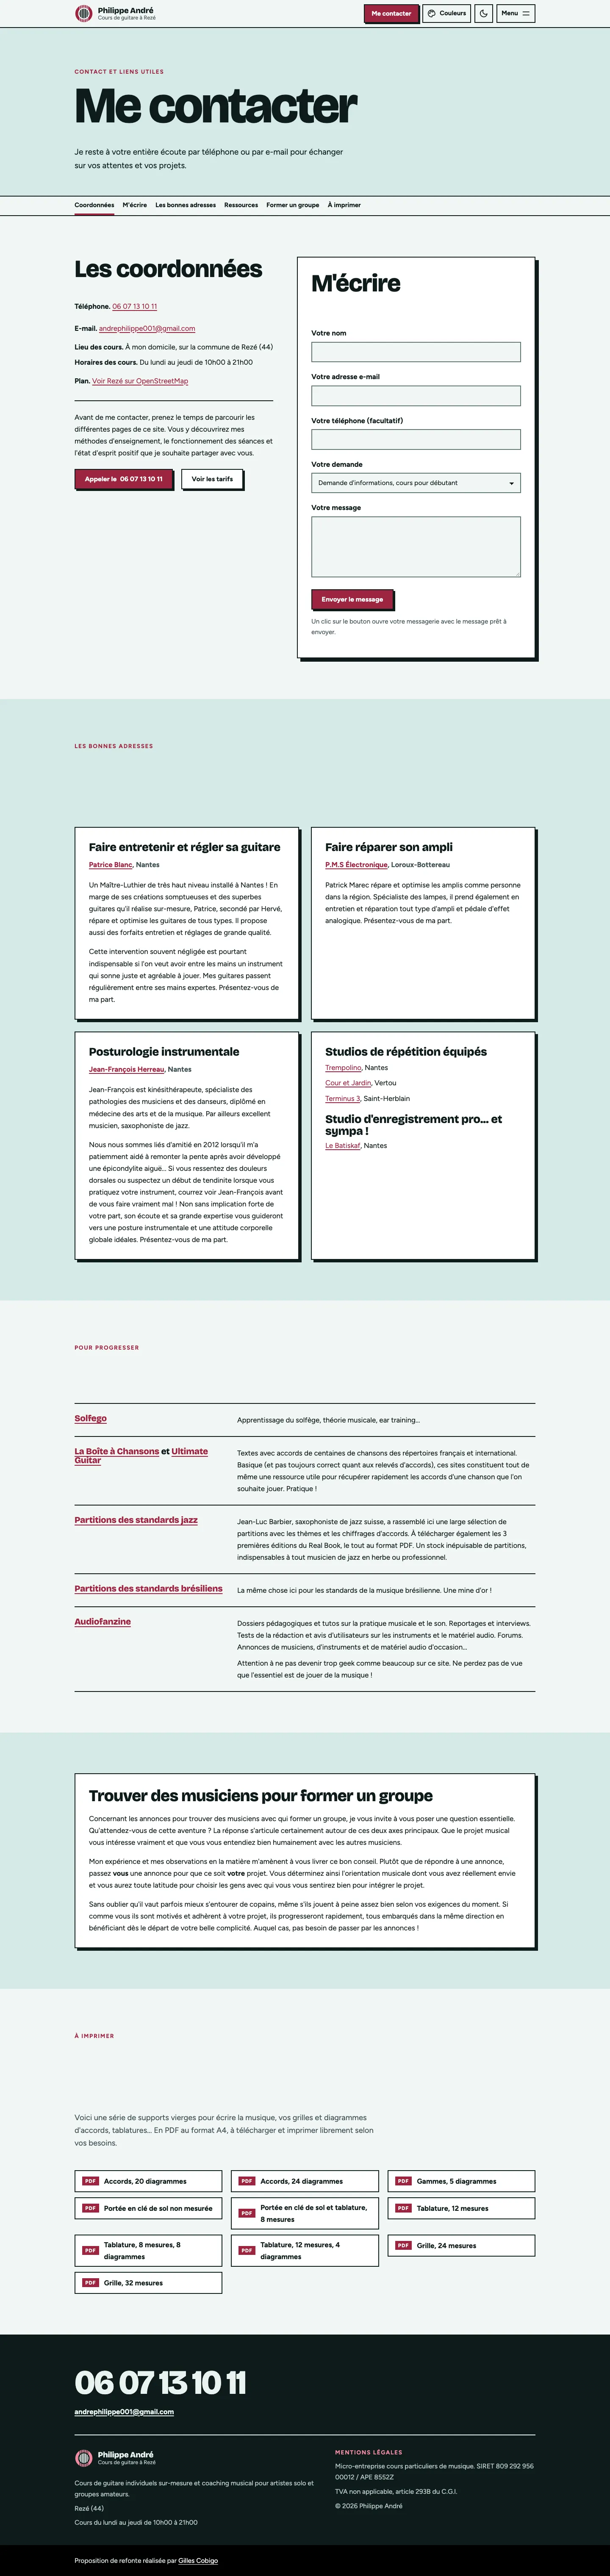 Philippe André
Cours de guitare à Rezé
Me contacter
Couleurs
Menu
CONTACT ET LIENS UTILES
Me contacter
Je reste à votre entière écoute par téléphone ou par e-mail pour échanger
sur vos attentes et vos projets.
Coordonnées
M'écrire
Les bonnes adresses
Ressources
Former un groupe
À imprimer
Les coordonnées
Téléphone. 06 07 13 10 11
E-mail. andrephilippe001@gmail.com
Lieu des cours. À mon domicile, sur la commune de Rezé (44)
Horaires des cours. Du lundi au jeudi de 10h00 à 21h00
Plan. Voir Rezé sur OpenStreetMap
Avant de me contacter, prenez le temps de parcourir les
différentes pages de ce site. Vous y découvrirez mes
méthodes d'enseignement, le fonctionnement des séances et
l'état d'esprit positif que je souhaite partager avec vous.
Appeler le 06 07 13 10 11
Voir les tarifs
M'écrire
Votre nom
Votre adresse e-mail
Votre téléphone (facultatif)
Votre demande
Demande d'informations, cours pour débutant
Votre message
Envoyer le message
Un clic sur le bouton ouvre votre messagerie avec le message prêt à
envoyer.
LES BONNES ADRESSES
Faire entretenir et régler sa guitare
Patrice Blanc, Nantes
Un Maître-Luthier de très haut niveau installé à Nantes ! En
marge de ses créations somptueuses et des superbes
guitares qu'il réalise sur-mesure, Patrice, secondé par Hervé,
répare et optimise les guitares de tous types. Il propose
aussi des forfaits entretien et réglages de grande qualité.
Cette intervention souvent négligée est pourtant
indispensable si l'on veut avoir entre les mains un instrument
qui sonne juste et agréable à jouer. Mes guitares passent
régulièrement entre ses mains expertes. Présentez-vous de
ma part.
Faire réparer son ampli
P.M.S Électronique, Loroux-Bottereau
Patrick Marec répare et optimise les amplis comme personne
dans la région. Spécialiste des lampes, il prend également en
entretien et réparation tout type d'ampli et pédale d'effet
analogique. Présentez-vous de ma part.
Posturologie instrumentale
Jean-François Herreau, Nantes
Jean-François est kinésithérapeute, spécialiste des
pathologies des musiciens et des danseurs, diplômé en
médecine des arts et de la musique. Par ailleurs excellent
musicien, saxophoniste de jazz.
Nous nous sommes liés d'amitié en 2012 lorsqu'il m'a
patiemment aidé à remonter la pente après avoir développé
une épicondylite aiguë... Si vous ressentez des douleurs
dorsales ou suspectez un début de tendinite lorsque vous
pratiquez votre instrument, courrez voir Jean-François avant
de vous faire vraiment mal ! Non sans implication forte de
votre part, son écoute et sa grande expertise vous guideront
vers une posture instrumentale et une attitude corporelle
globale idéales. Présentez-vous de ma part.
Studios de répétition équipés
Trempolino, Nantes
Cour et Jardin, Vertou
Terminus 3, Saint-Herblain
Studio d'enregistrement pro... et
sympa !
Le Batiskaf, Nantes
POUR PROGRESSER
Solfego
Apprentissage du solfège, théorie musicale, ear training...
La Boîte à Chansons et Ultimate
Guitar
Textes avec accords de centaines de chansons des répertoires français et international.
Basique (et pas toujours correct quant aux relevés d'accords), ces sites constituent tout de
même une ressource utile pour récupérer rapidement les accords d'une chanson que l'on
souhaite jouer. Pratique !
Partitions des standards jazz
Jean-Luc Barbier, saxophoniste de jazz suisse, a rassemblé ici une large sélection de
partitions avec les thèmes et les chiffrages d'accords. À télécharger également les 3
premières éditions du Real Book, le tout au format PDF. Un stock inépuisable de partitions,
indispensables à tout musicien de jazz en herbe ou professionnel.
Partitions des standards brésiliens
La même chose ici pour les standards de la musique brésilienne. Une mine d'or !
Audiofanzine
Dossiers pédagogiques et tutos sur la pratique musicale et le son. Reportages et interviews.
Tests de la rédaction et avis d'utilisateurs sur les instruments et le matériel audio. Forums.
Annonces de musiciens, d'instruments et de matériel audio d'occasion...
Attention à ne pas devenir trop geek comme beaucoup sur ce site. Ne perdez pas de vue
que l'essentiel est de jouer de la musique !
Trouver des musiciens pour former un groupe
Concernant les annonces pour trouver des musiciens avec qui former un groupe, je vous invite à vous poser une question essentielle.
Qu'attendez-vous de cette aventure ? La réponse s'articule certainement autour de ces deux axes principaux. Que le projet musical
vous intéresse vraiment et que vous vous entendiez bien humainement avec les autres musiciens.
Mon expérience et mes observations en la matière m'amènent à vous livrer ce bon conseil. Plutôt que de répondre à une annonce,
passez vous une annonce pour que ce soit votre projet. Vous déterminez ainsi l'orientation musicale dont vous avez réellement envie
et vous aurez toute latitude pour choisir les gens avec qui vous vous sentirez bien pour intégrer le projet.
Sans oublier qu'il vaut parfois mieux s'entourer de copains, même s'ils jouent à peine assez bien selon vos exigences du moment. Si
comme vous ils sont motivés et adhèrent à votre projet, ils progresseront rapidement, tous embarqués dans la même direction en
bénéficiant dès le départ de votre belle complicité. Auquel cas, pas besoin de passer par les annonces !
À IMPRIMER
Voici une série de supports vierges pour écrire la musique, vos grilles et diagrammes
d'accords, tablatures... En PDF au format A4, à télécharger et imprimer librement selon
vos besoins.
PDF Accords, 20 diagrammes
PDF Accords, 24 diagrammes
PDF Gammes, 5 diagrammes
PDF Portée en clé de sol non mesurée
PDF Portée en clé de sol et tablature,
8 mesures
PDF Tablature, 12 mesures
PDF Tablature, 8 mesures, 8
diagrammes
PDF Tablature, 12 mesures, 4
diagrammes
PDF Grille, 24 mesures
PDF Grille, 32 mesures
06 07 13 10 11
andrephilippe001@gmail.com
Philippe André
Cours de guitare à Rezé
Cours de guitare individuels sur-mesure et coaching musical pour artistes solo et
groupes amateurs.
Rezé (44)
Cours du lundi au jeudi de 10h00 à 21h00
MENTIONS LÉGALES
Micro-entreprise cours particuliers de musique. SIRET 809 292 956
00012 / APE 8552Z
TVA non applicable, article 293B du C.G.I.
© 2026 Philippe André
Proposition de refonte réalisée par Gilles Cobigo